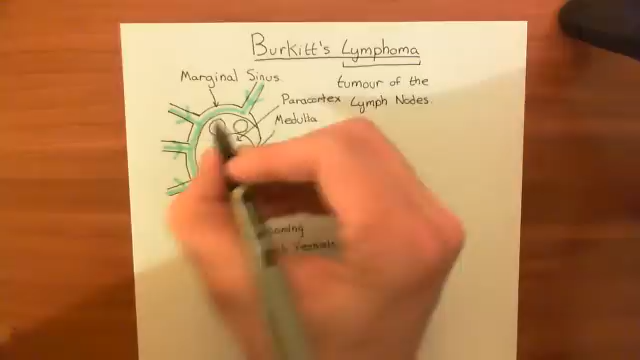 Burkitt's Lymphoma
Marginal Sinus
tumour of the
Lymph Nodes.
Paracortex
Medulla